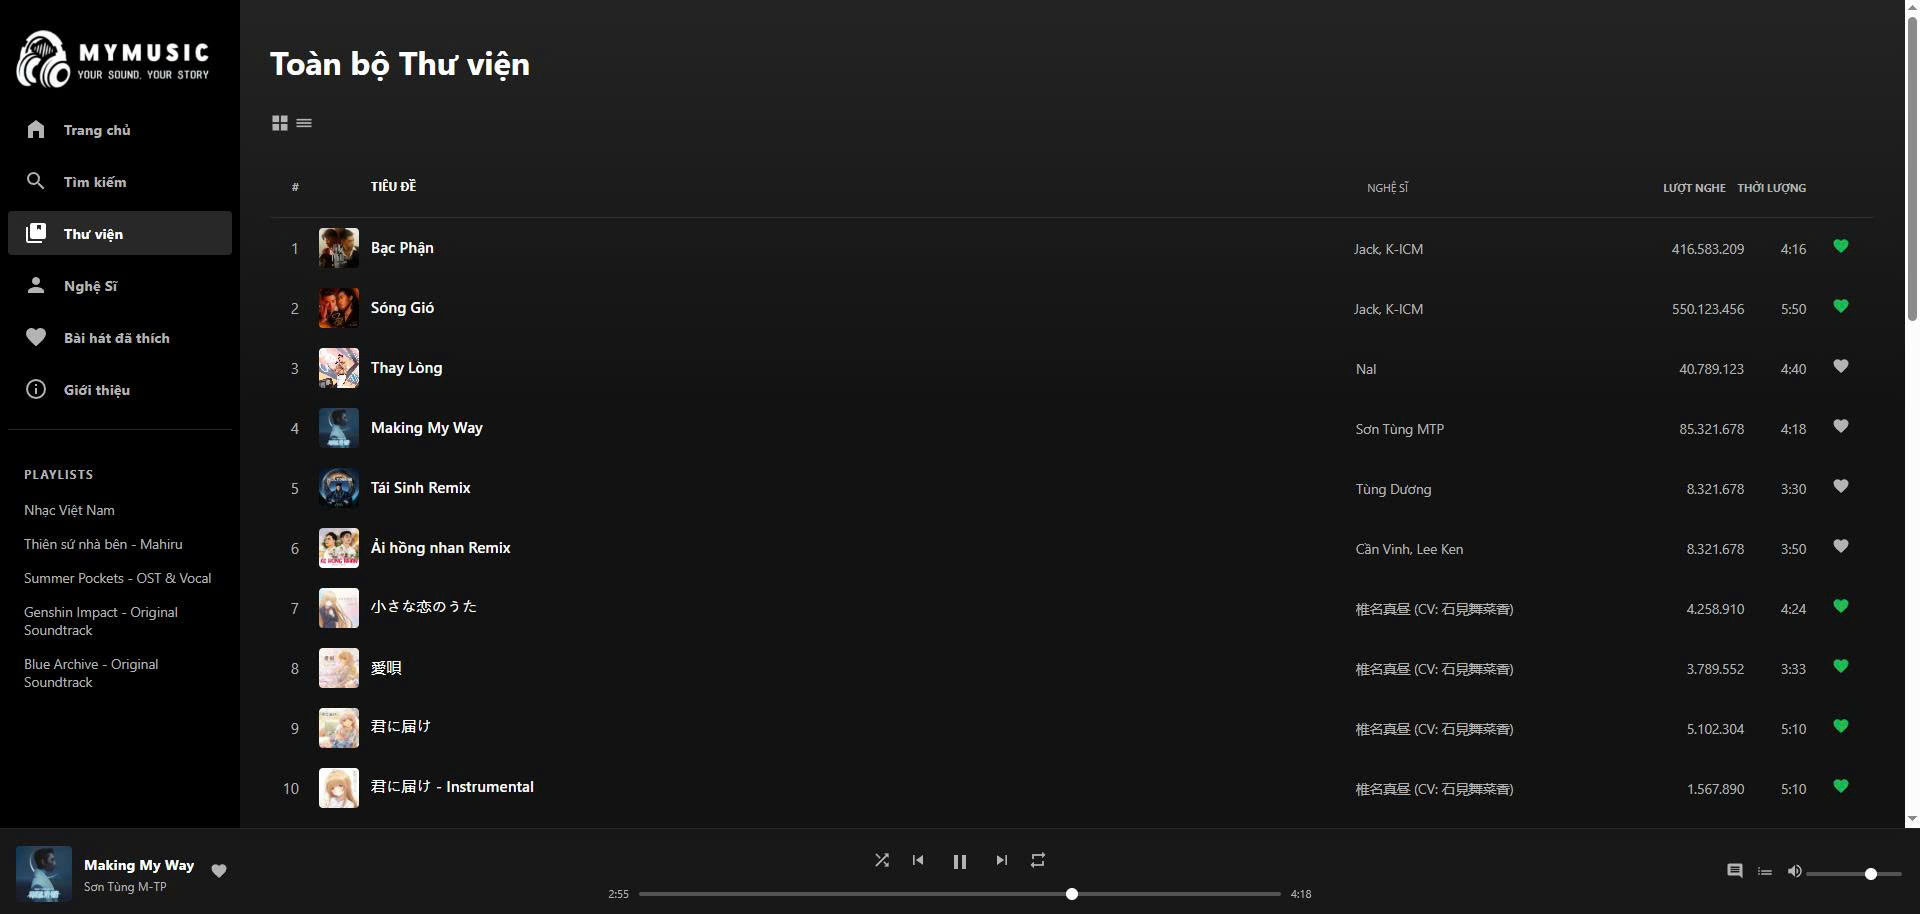 MYMUSIC
YOUR SOUND, YOUR STORY
Trang chủ
Tìm kiếm
Thư viện
Nghệ Sĩ
Bài hát đã thích
Giới thiệu
PLAYLISTS
Nhạc Việt Nam
Thiên sứ nhà bên - Mahiru
Summer Pockets - OST & Vocal
Genshin Impact - Original
Soundtrack
Blue Archive - Original
Soundtrack
Toàn bộ Thư viện
# TIÊU ĐỀ NGHỆ SĨ LƯỢT NGHE THỜI LƯỢNG
1 Bạc Phận Jack, K-ICM 416.583.209 4:16
2 Sóng Gió Jack, K-ICM 550.123.456 5:50
3 Thay Lòng Nal 40.789.123 4:40
4 Making My Way Sơn Tùng MTP 85.321.678 4:18
5 Tái Sinh Remix Tùng Dương 8.321.678 3:30
6 Ải hồng nhan Remix Cần Vinh, Lee Ken 8.321.678 3:50
7 小さな恋のうた 椎名真昼 (CV: 石見舞菜香) 4.258.910 4:24
8 愛唄 椎名真昼 (CV: 石見舞菜香) 3.789.552 3:33
9 君に届け 椎名真昼 (CV: 石見舞菜香) 5.102.304 5:10
10 君に届け - Instrumental 椎名真昼 (CV: 石見舞菜香) 1.567.890 5:10
Making My Way
Sơn Tùng M-TP
2:55 4:18